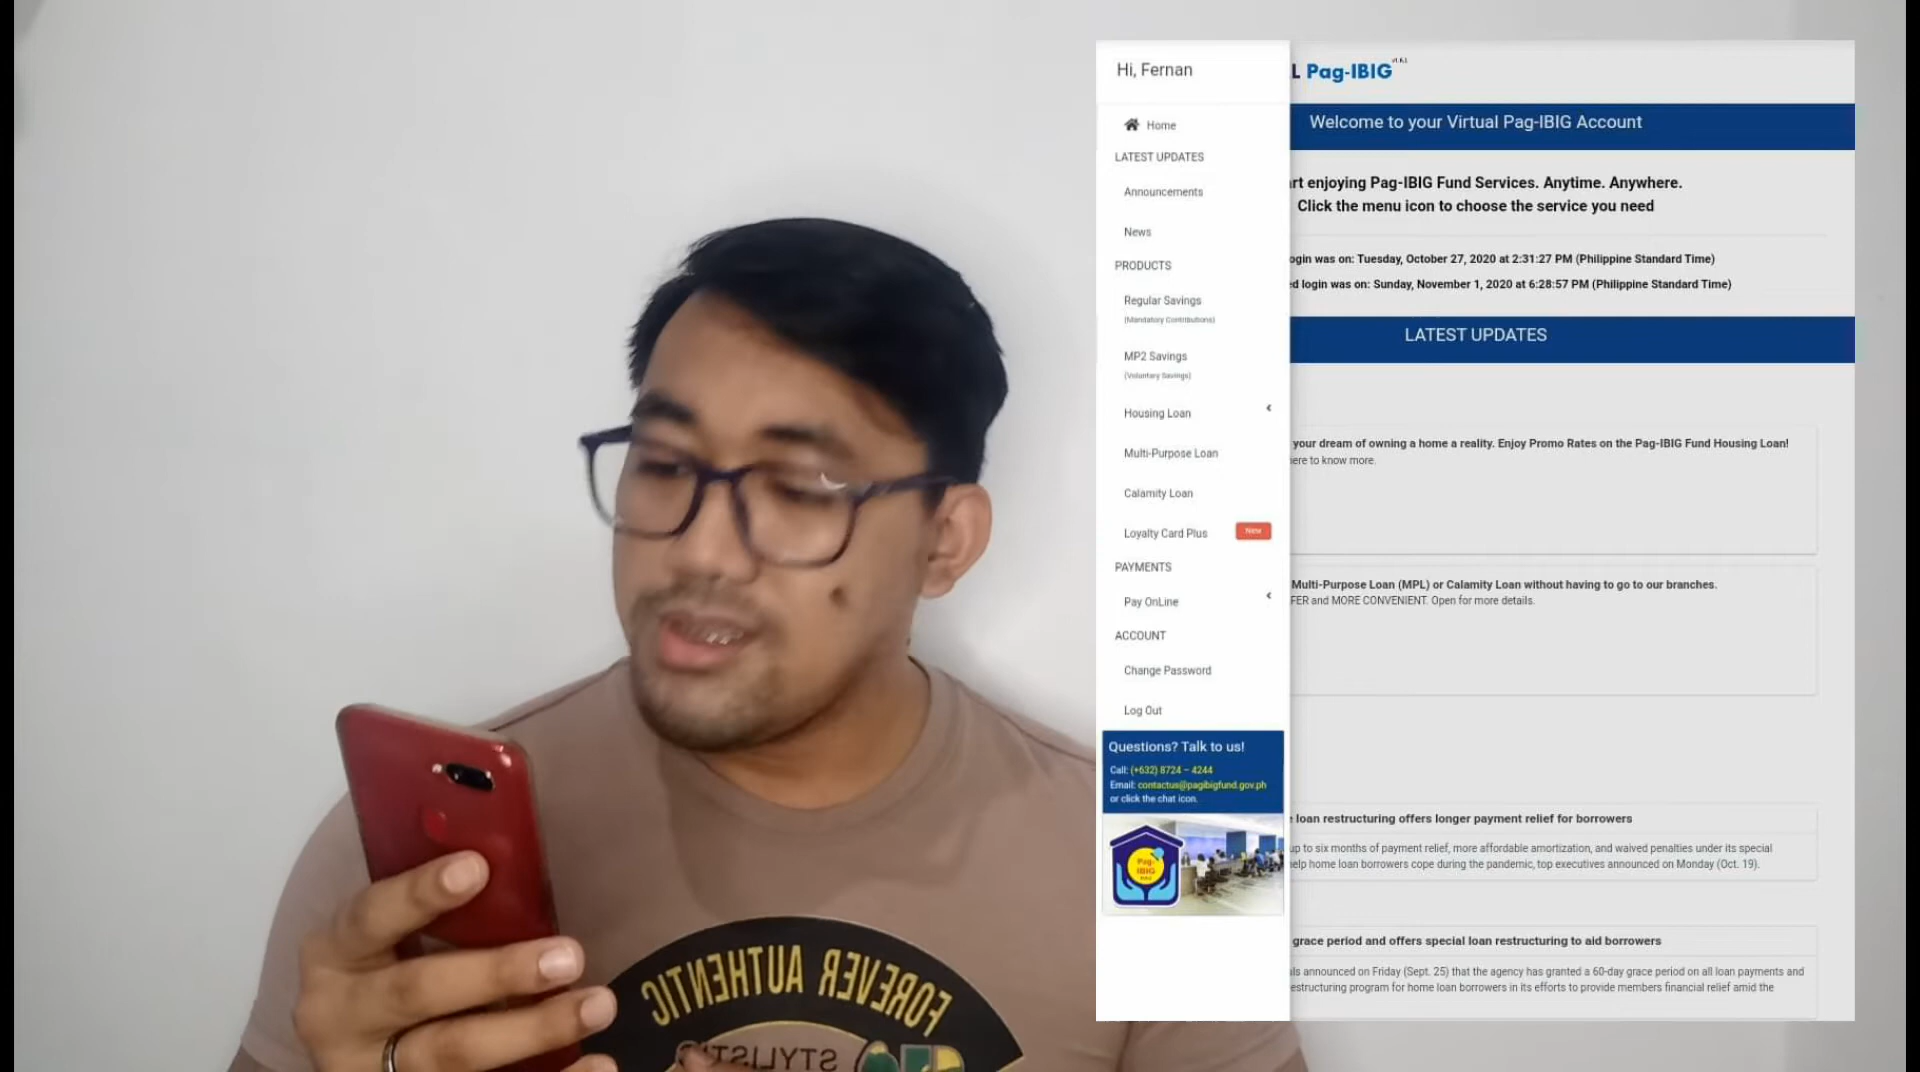 Hi, Fernan
Home
LATEST UPDATES
Announcements
News
PRODUCTS
Regular Savings
(Mandatory Contributions)
MP2 Savings
(Voluntary Savings)
Housing Loan
Multi-Purpose Loan
Calamity Loan
Loyalty Card Plus New
PAYMENTS
Pay OnLine
ACCOUNT
Change Password
Log Out
Questions? Talk to us!
Call: (+632) 8724 – 4244
Email: contactus@pagibigfund.gov.ph
or click the chat icon.
Pag-
IBIG
L Pag-IBIG
Welcome to your Virtual Pag-IBIG Account
rt enjoying Pag-IBIG Fund Services. Anytime. Anywhere.
Click the menu icon to choose the service you need
ogin was on: Tuesday, October 27, 2020 at 2:31:27 PM (Philippine Standard Time)
d login was on: Sunday, November 1, 2020 at 6:28:57 PM (Philippine Standard Time)
LATEST UPDATES
your dream of owning a home a reality. Enjoy Promo Rates on the Pag-IBIG Fund Housing Loan!
ere to know more.
Multi-Purpose Loan (MPL) or Calamity Loan without having to go to our branches.
FER and MORE CONVENIENT. Open for more details.
loan restructuring offers longer payment relief for borrowers
up to six months of payment relief, more affordable amortization, and waived penalties under its special
elp home loan borrowers cope during the pandemic, top executives announced on Monday (Oct. 19).
grace period and offers special loan restructuring to aid borrowers
ls announced on Friday (Sept. 25) that the agency has granted a 60-day grace period on all loan payments and
estructuring program for home loan borrowers in its efforts to provide members financial relief amid the
FOREVER AUTHENTIC
STYLISTIC